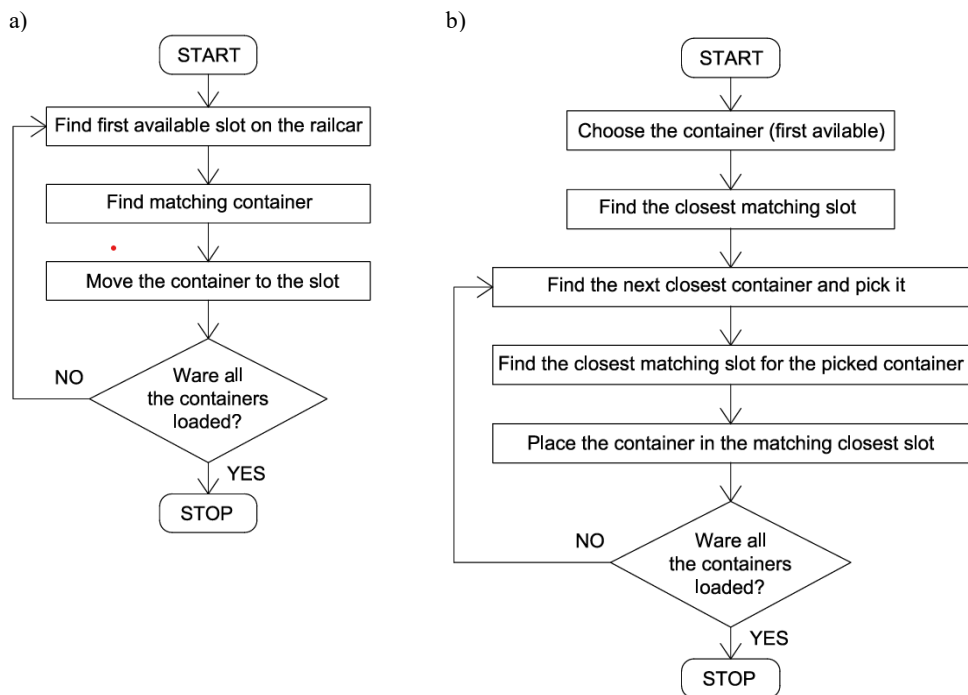 a)
START
Find first available slot on the railcar
Find matching container
Move the container to the slot
NO
Ware all
the containers
loaded?
YES
STOP
b)
START
Choose the container (first avilable)
Find the closest matching slot
Find the next closest container and pick it
Find the closest matching slot for the picked container
Place the container in the matching closest slot
NO
Ware all
the containers
loaded?
YES
STOP